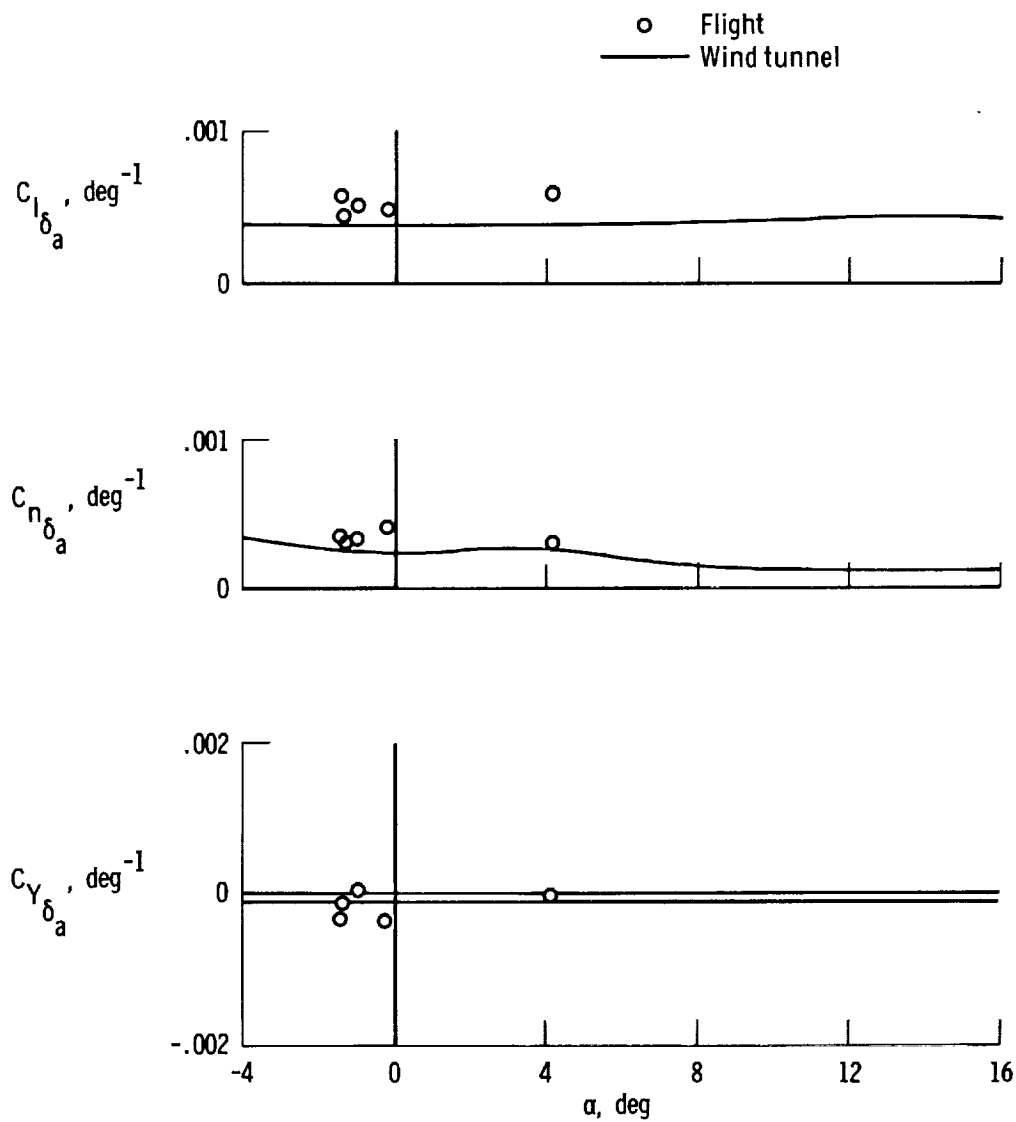 Flight
Wind tunnel
.001
C_{l_{δ_a}}, deg^{-1}
0
.001
C_{n_{δ_a}}, deg^{-1}
0
.002
C_{Y_{δ_a}}, deg^{-1}
0
-.002
-4 0 4 8 12 16
α, deg